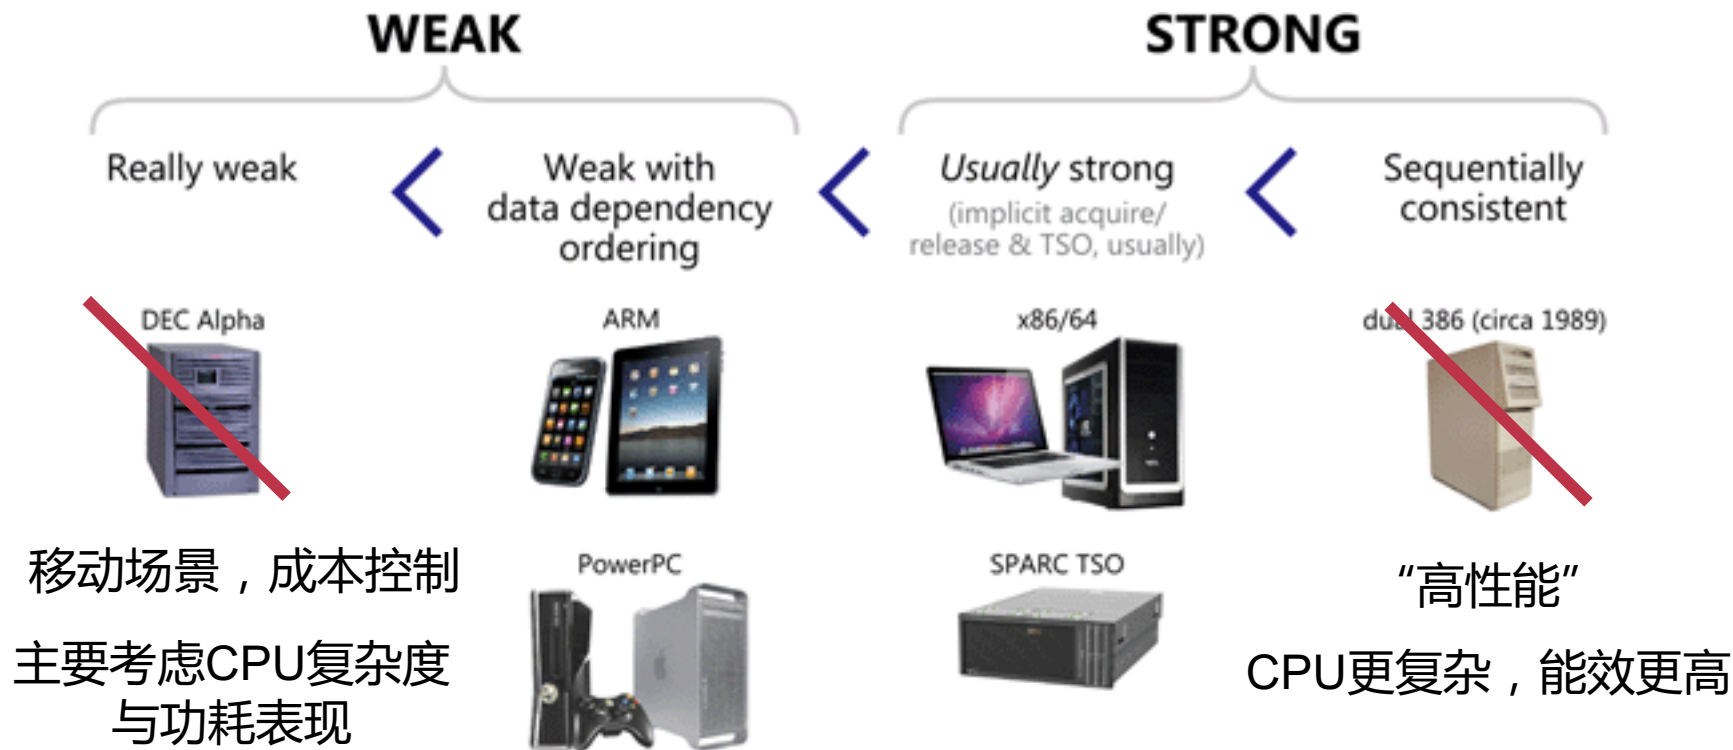 WEAK
STRONG
Really weak
Weak with
data dependency
ordering
Usually strong
(implicit acquire/
release & TSO, usually)
Sequentially
consistent
DEC Alpha
ARM
x86/64
dual 386 (circa 1989)
PowerPC
SPARC TSO
移动场景，成本控制
主要考虑CPU复杂度
与功耗表现
“高性能”
CPU更复杂，能效更高